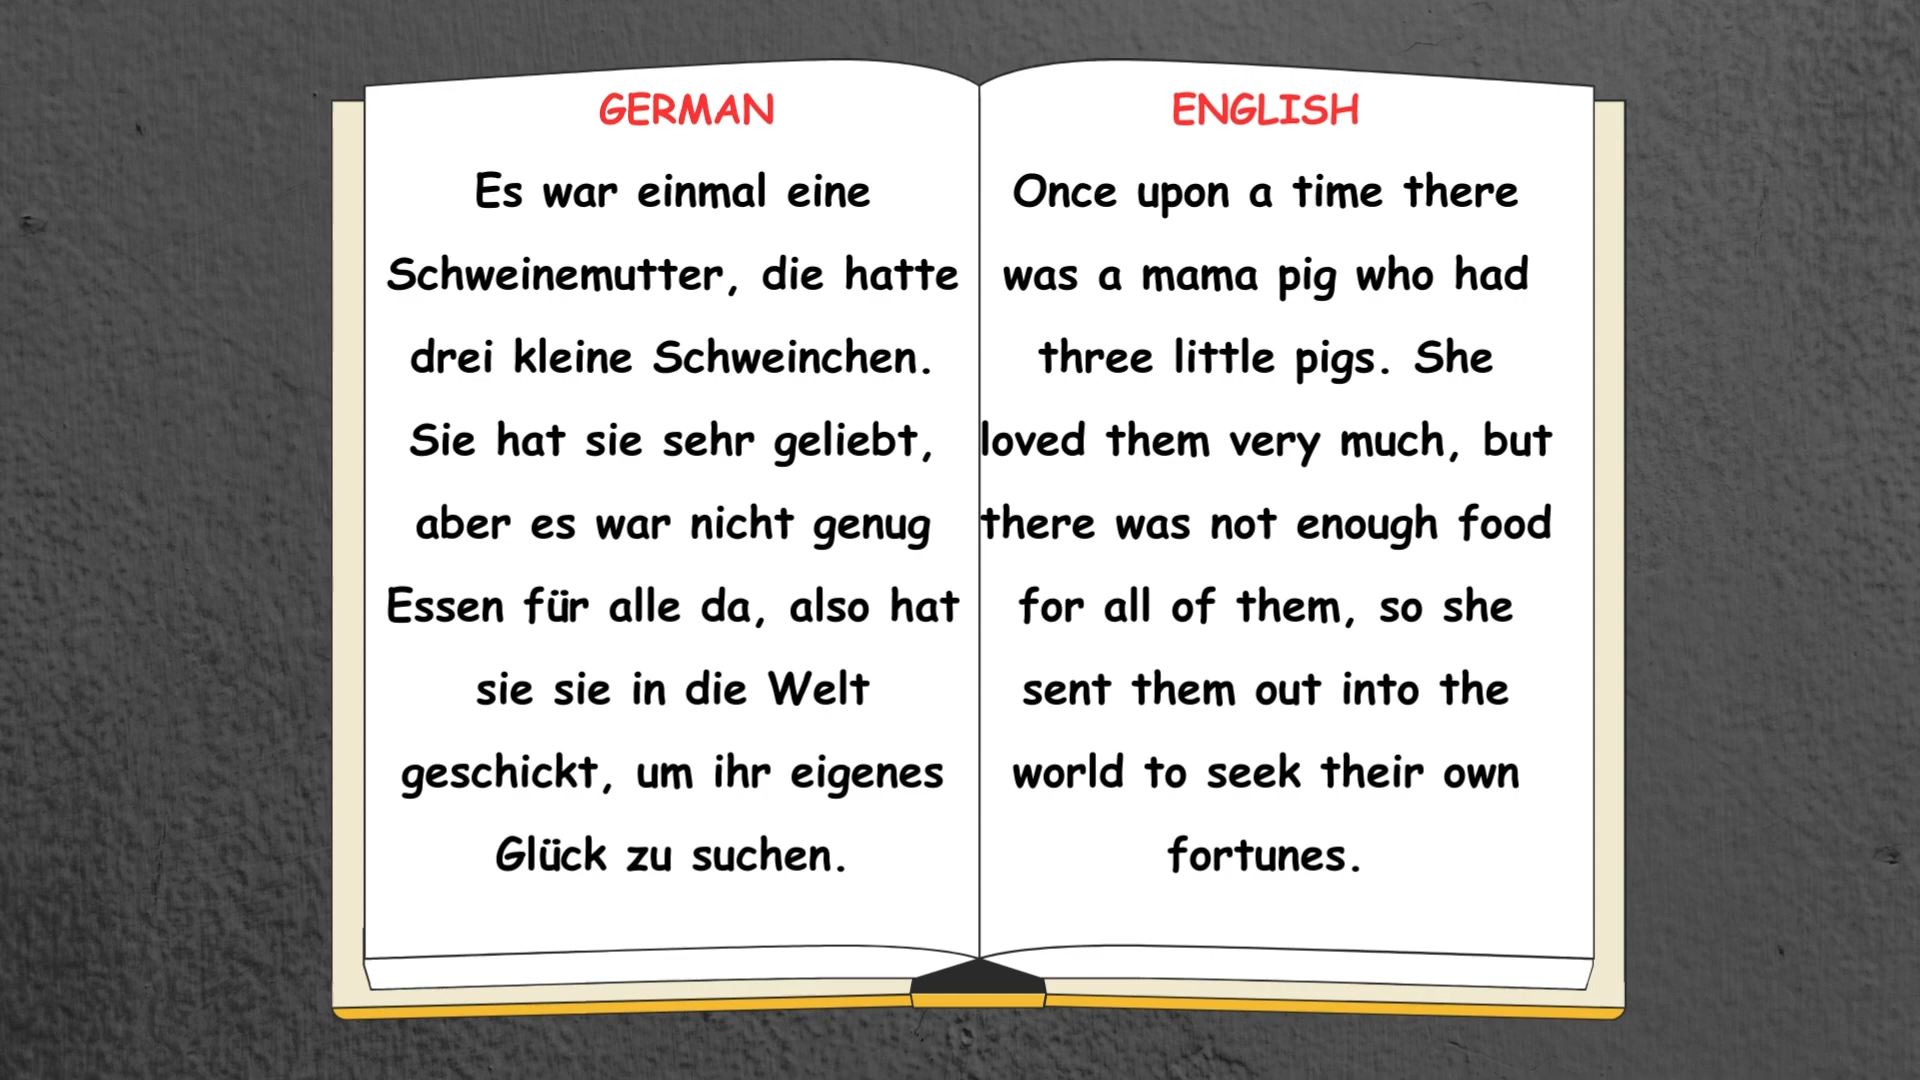 GERMAN
Es war einmal eine
Schweinemutter, die hatte
drei kleine Schweinchen.
Sie hat sie sehr geliebt,
aber es war nicht genug
Essen für alle da, also hat
sie sie in die Welt
geschickt, um ihr eigenes
Glück zu suchen.
ENGLISH
Once upon a time there
was a mama pig who had
three little pigs. She
loved them very much, but
there was not enough food
for all of them, so she
sent them out into the
world to seek their own
fortunes.